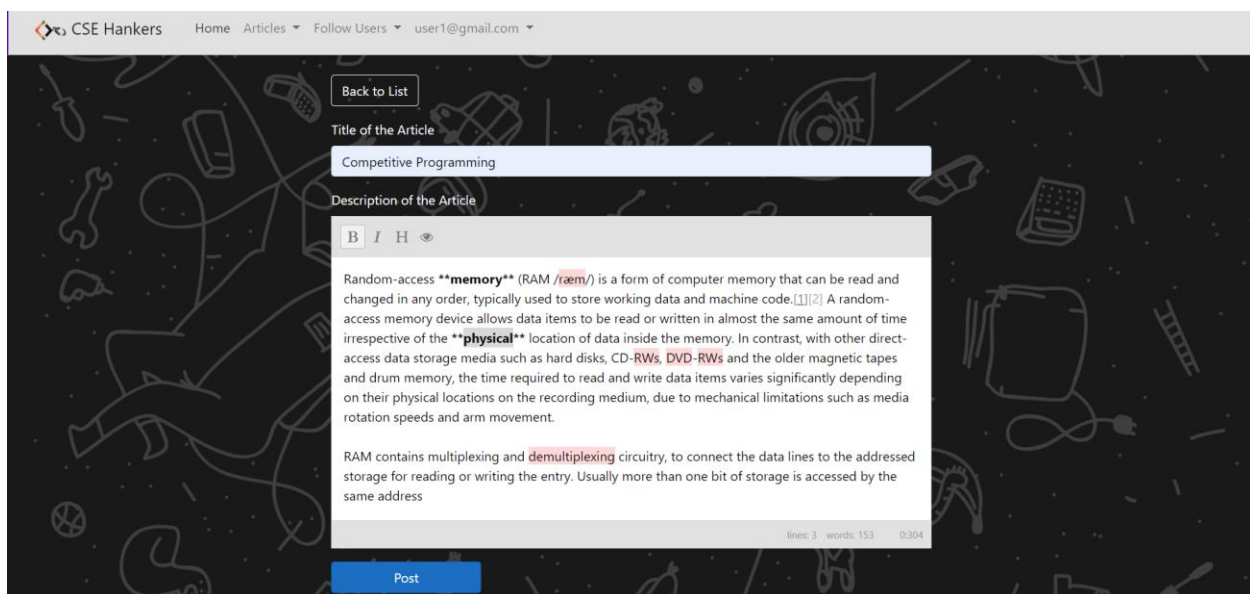 CSE Hankers Home Articles Follow Users user1@gmail.com
Back to List
Title of the Article
Competitive Programming
Description of the Article
B I H
Random-access **memory** (RAM /ræm/) is a form of computer memory that can be read and
changed in any order, typically used to store working data and machine code.[1][2] A random-
access memory device allows data items to be read or written in almost the same amount of time
irrespective of the **physical** location of data inside the memory. In contrast, with other direct-
access data storage media such as hard disks, CD-RWs, DVD-RWs and the older magnetic tapes
and drum memory, the time required to read and write data items varies significantly depending
on their physical locations on the recording medium, due to mechanical limitations such as media
rotation speeds and arm movement.
RAM contains multiplexing and demultiplexing circuitry, to connect the data lines to the addressed
storage for reading or writing the entry. Usually more than one bit of storage is accessed by the
same address
lines: 3 words: 153 0:304
Post